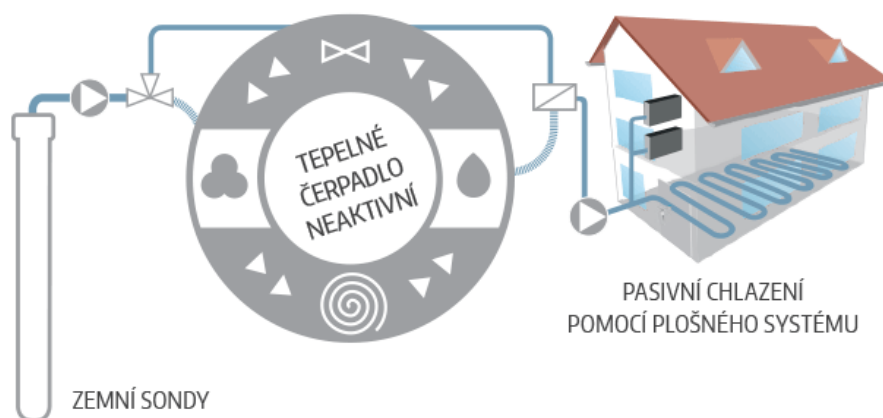 TEPELNÉ
ČERPADLO
NEAKTIVNÍ
PASIVNÍ CHLAZENÍ
POMOCÍ PLOŠNÉHO SYSTÉMU
ZEMNÍ SONDY